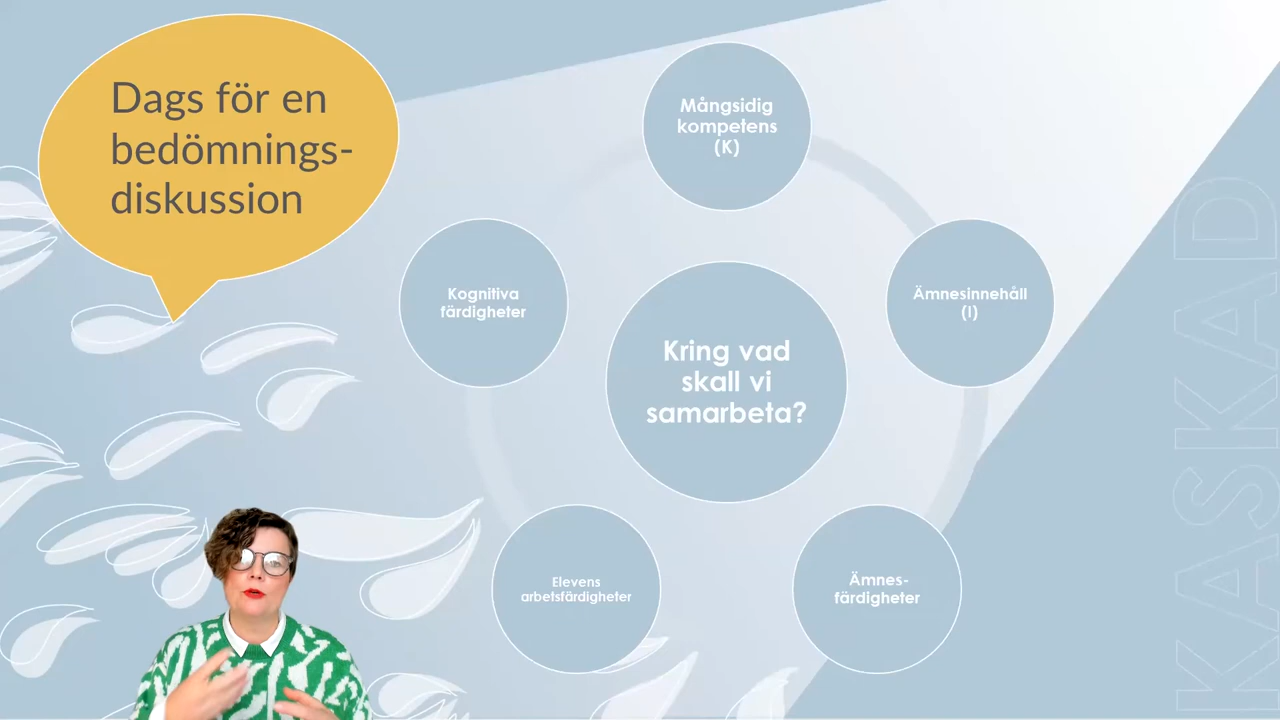 Dags för en
bedömnings-
diskussion
Mångsidig
kompetens
(K)
Kognitiva
färdigheter
Ämnesinnehåll
(I)
Kring vad
skall vi
samarbeta?
Elevens
arbetsfärdigheter
Ämnes-
färdigheter
KASKAD